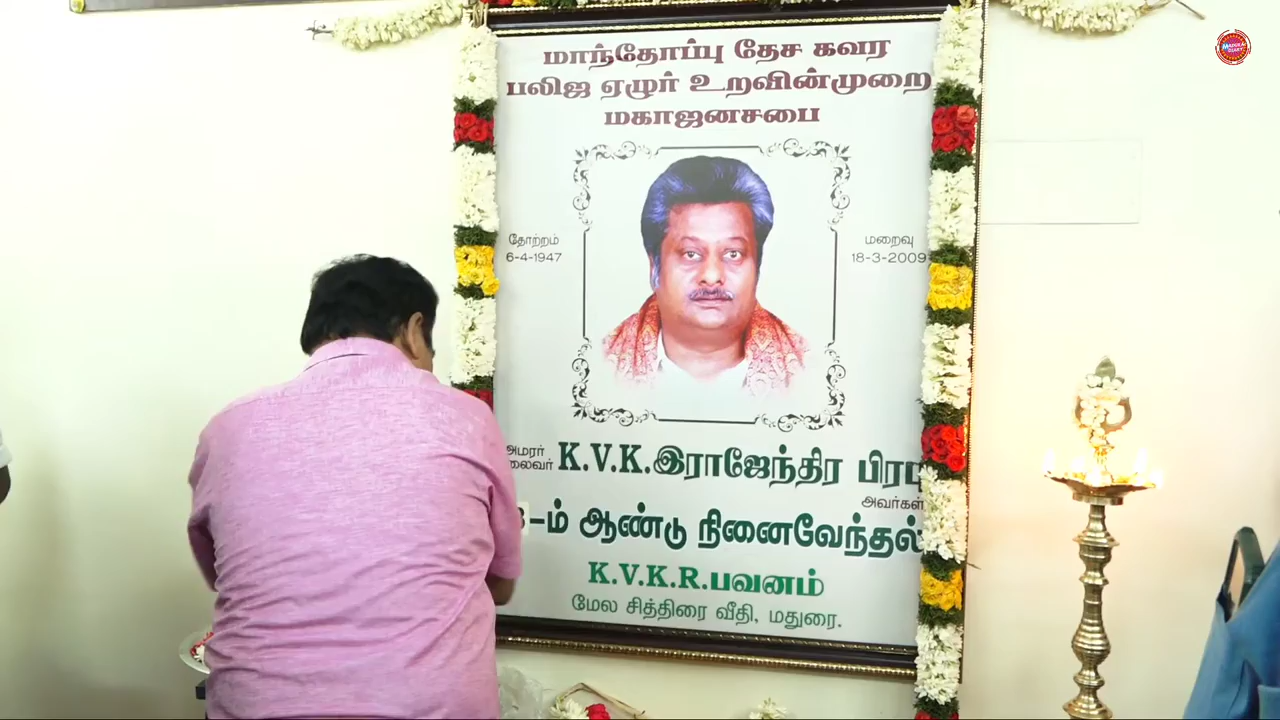 மாந்தோப்பு தேச கவர
பலிஜ ஏழுர் உறவின்முறை
மகாஜனசபை
தோற்றம்
6-4-1947
மறைவு
18-3-2009
அமரர்
K.V.K.இராஜேந்திர
அவர்கள்
-ம் ஆண்டு நினைவேந்தல்
K.V.K.R.பவனம்
மேல சித்திரை வீதி, மதுரை.